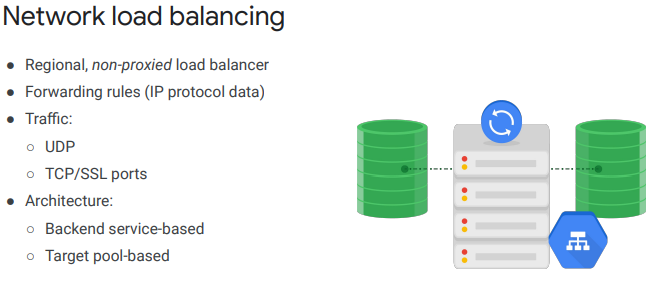 Network load balancing
● Regional, non-proxied load balancer
● Forwarding rules (IP protocol data)
● Traffic:
○ UDP
○ TCP/SSL ports
● Architecture:
○ Backend service-based
○ Target pool-based